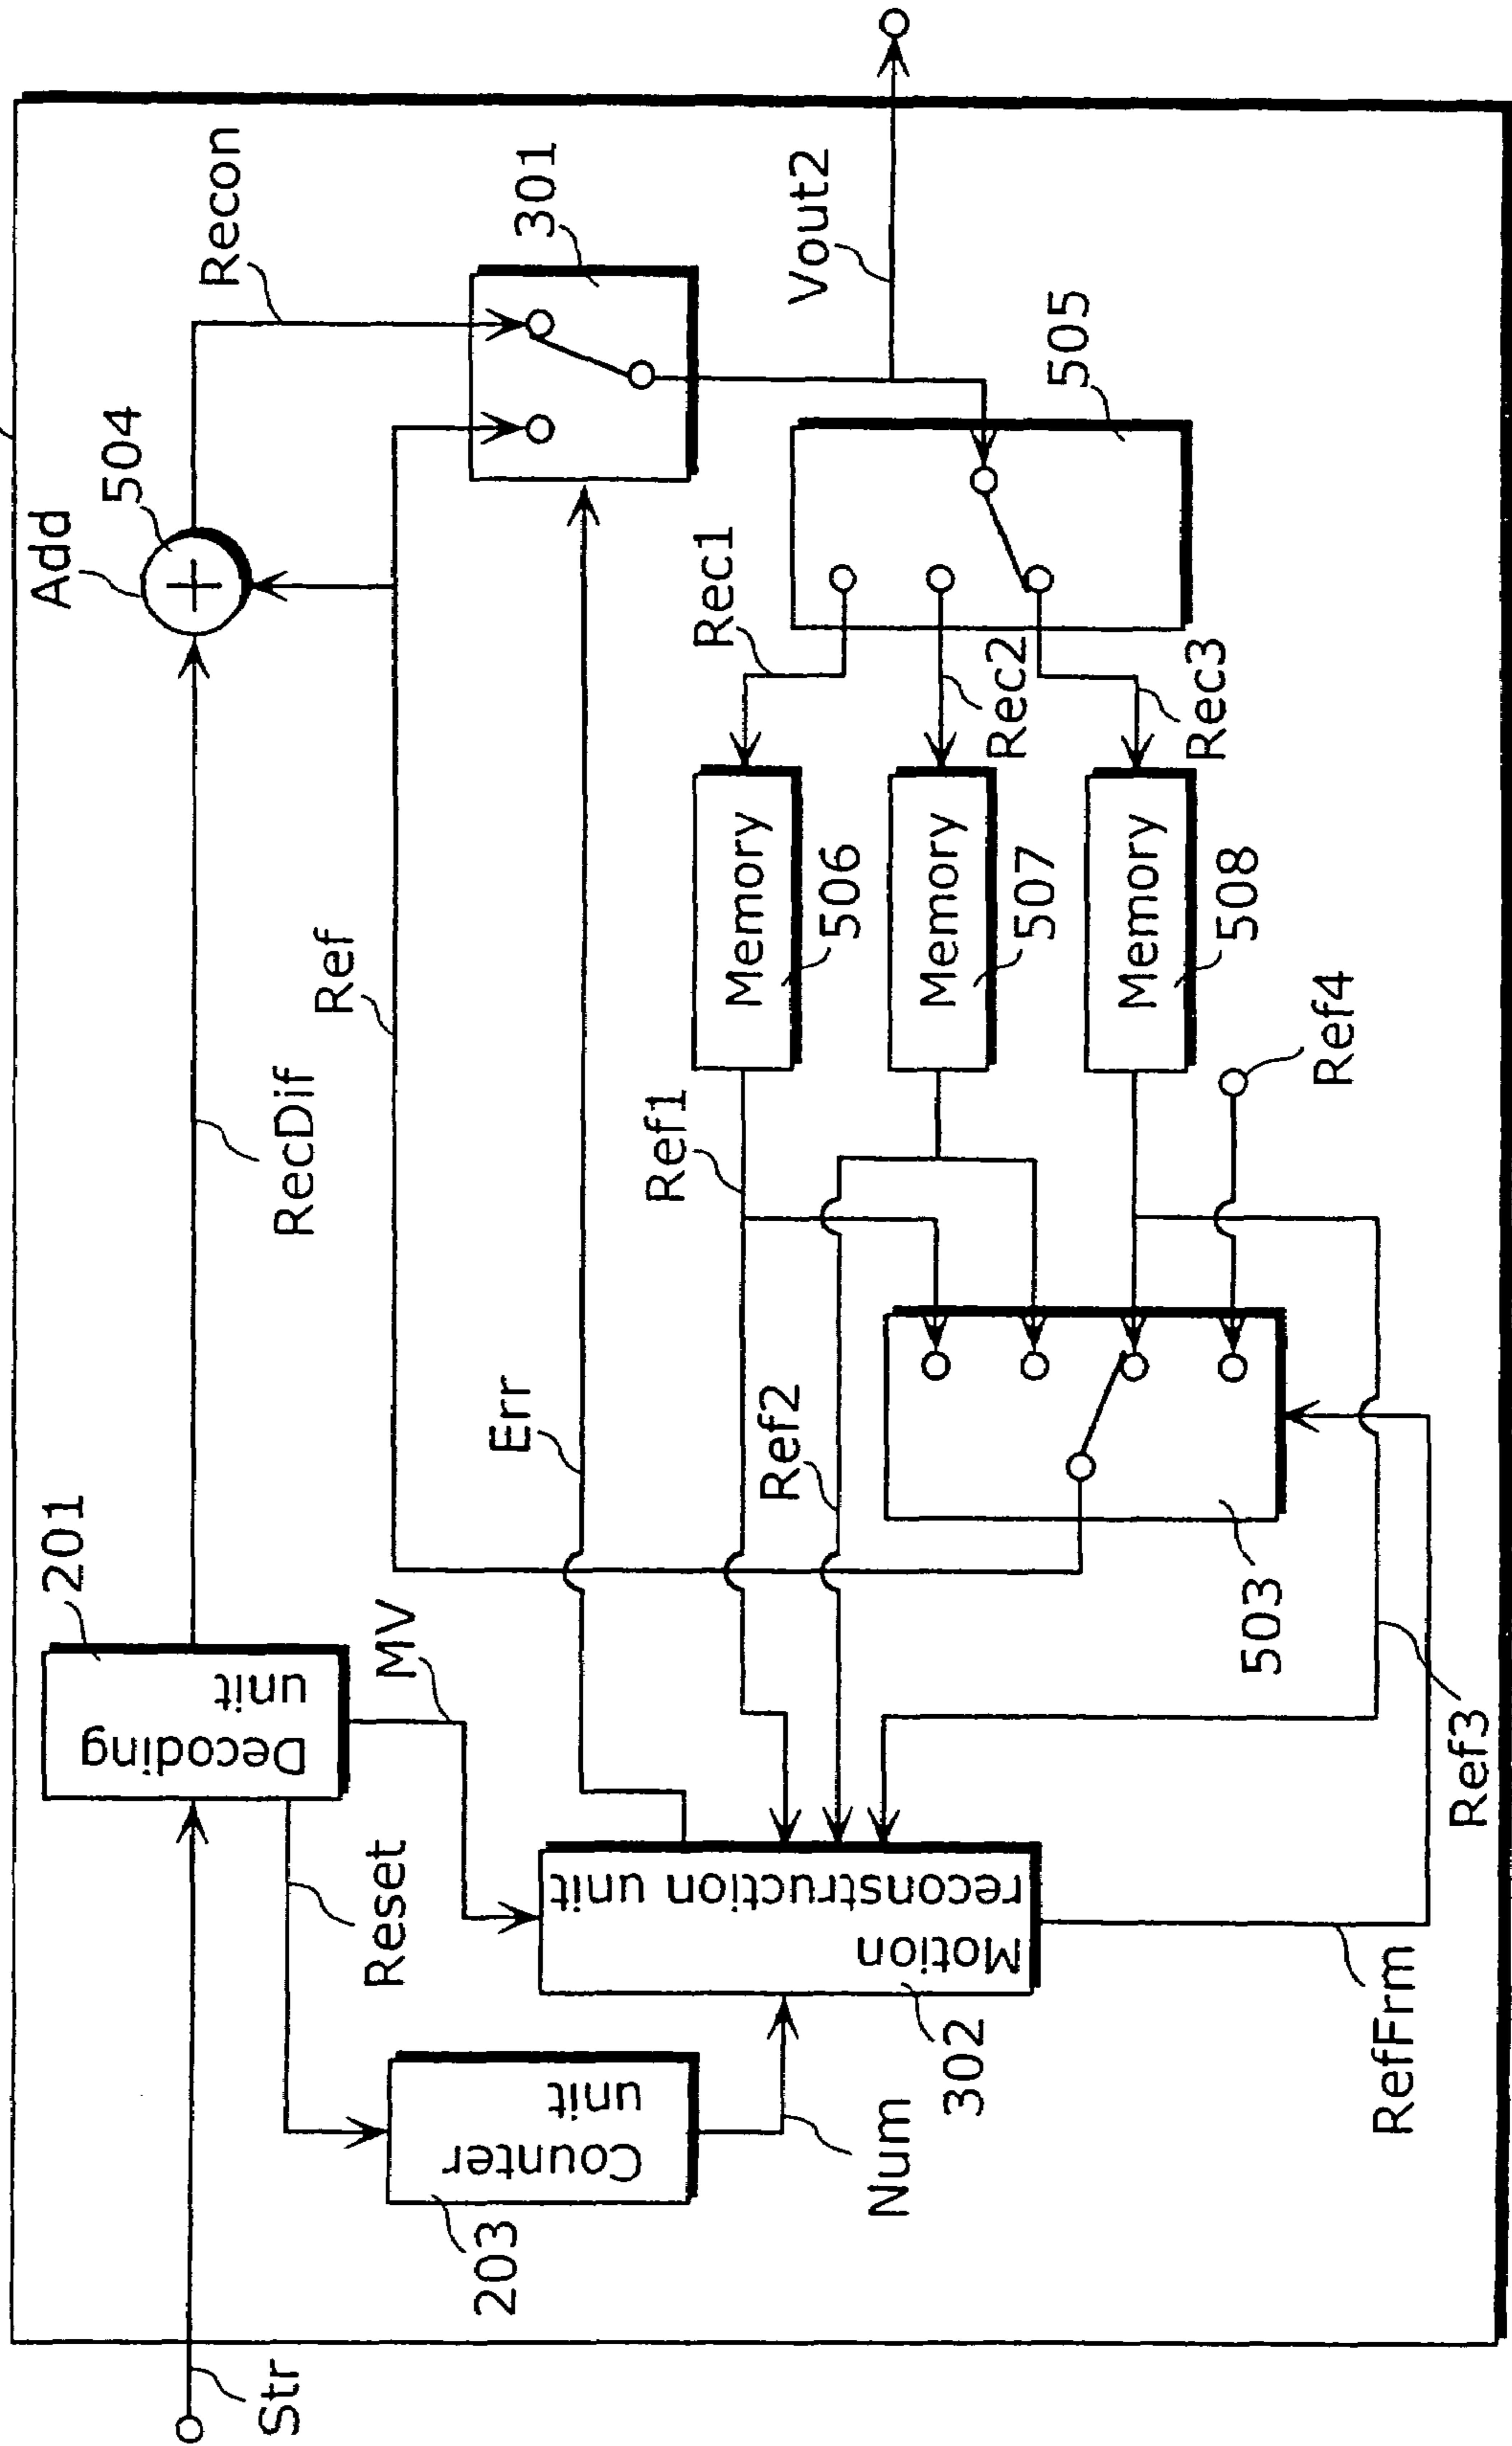 Str
Decoding
unit
201
Reset
Counter
unit
203
Num
MV
Motion
reconstruction unit
302
RefFrm
Ref3
RecDif
Ref
Err
Ref1
Ref2
503
Ref4
Memory
506
Memory
507
Memory
508
Add
504
Recon
301
Rec1
Rec2
Rec3
505
Vout2